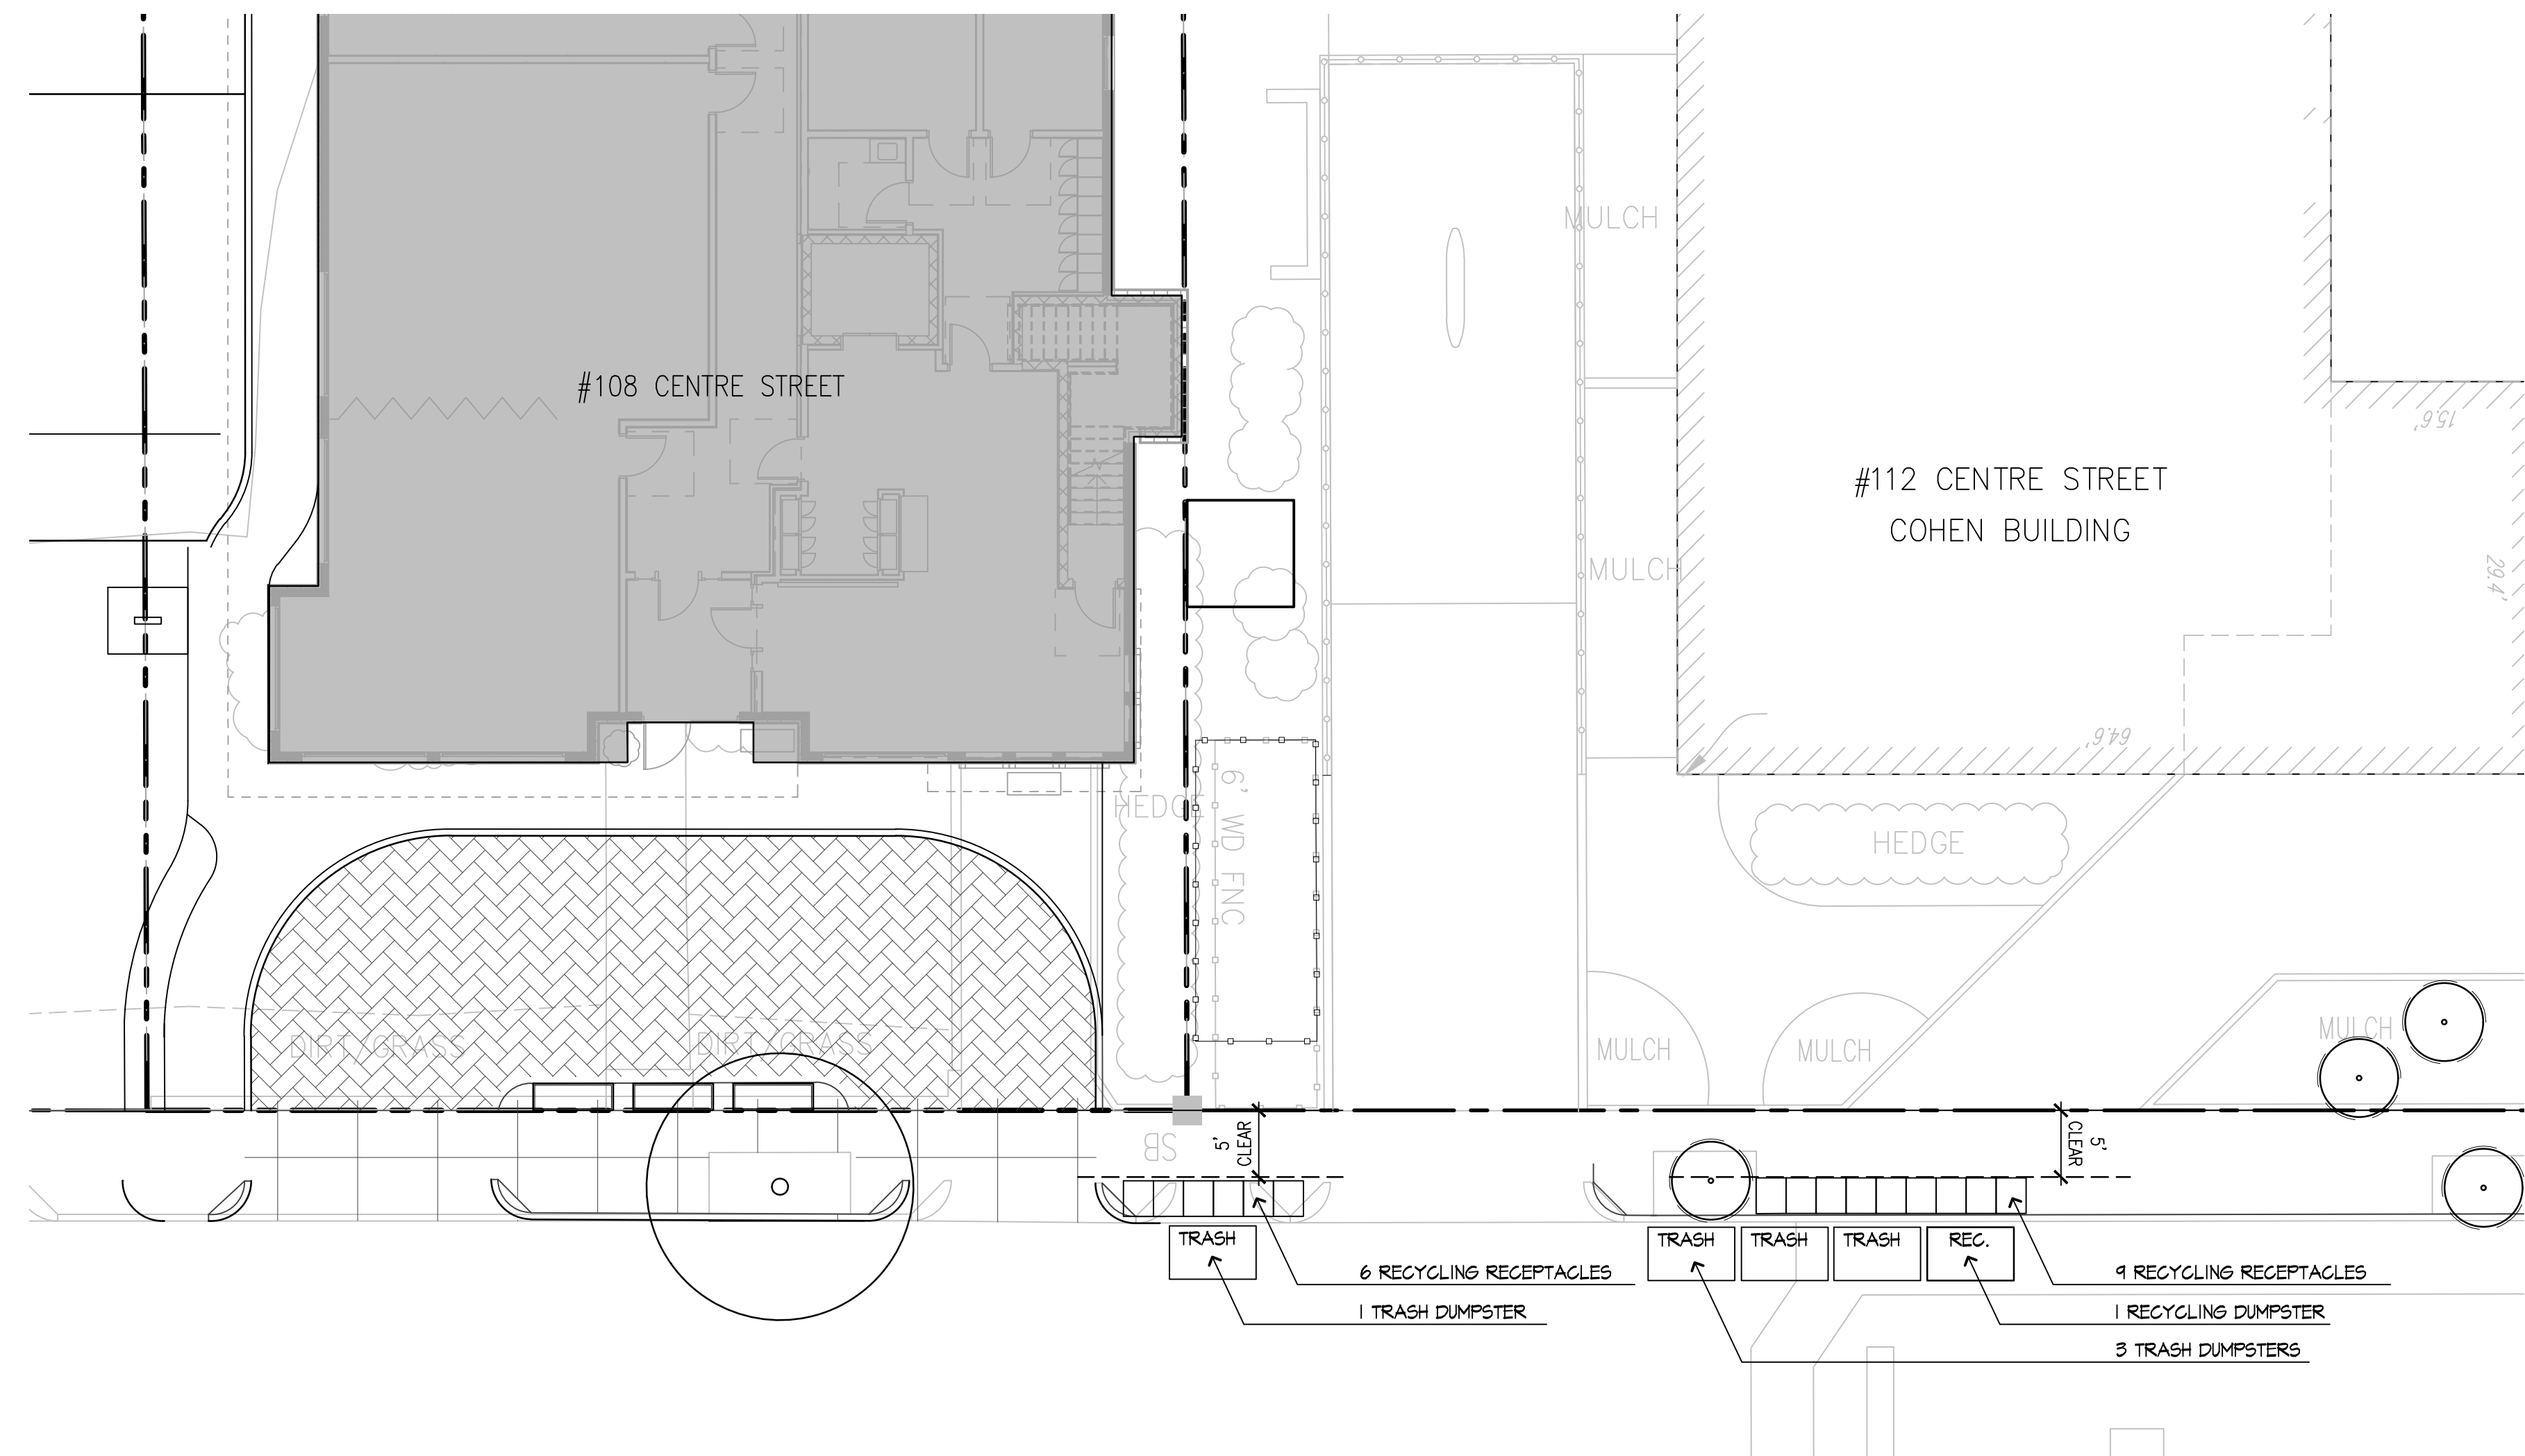 MULCH
#108 CENTRE STREET
15.6'
#112 CENTRE STREET
COHEN BUILDING
MULCH
29.4'
64.6'
HEDGE
6' WD FNC
HEDGE
DIRT/GRASS
DIRT/GRASS
MULCH
MULCH
MULCH
SB
5'
CLEAR
5'
CLEAR
TRASH
TRASH
TRASH
TRASH
REC.
6 RECYCLING RECEPTACLES
9 RECYCLING RECEPTACLES
1 TRASH DUMPSTER
1 RECYCLING DUMPSTER
3 TRASH DUMPSTERS